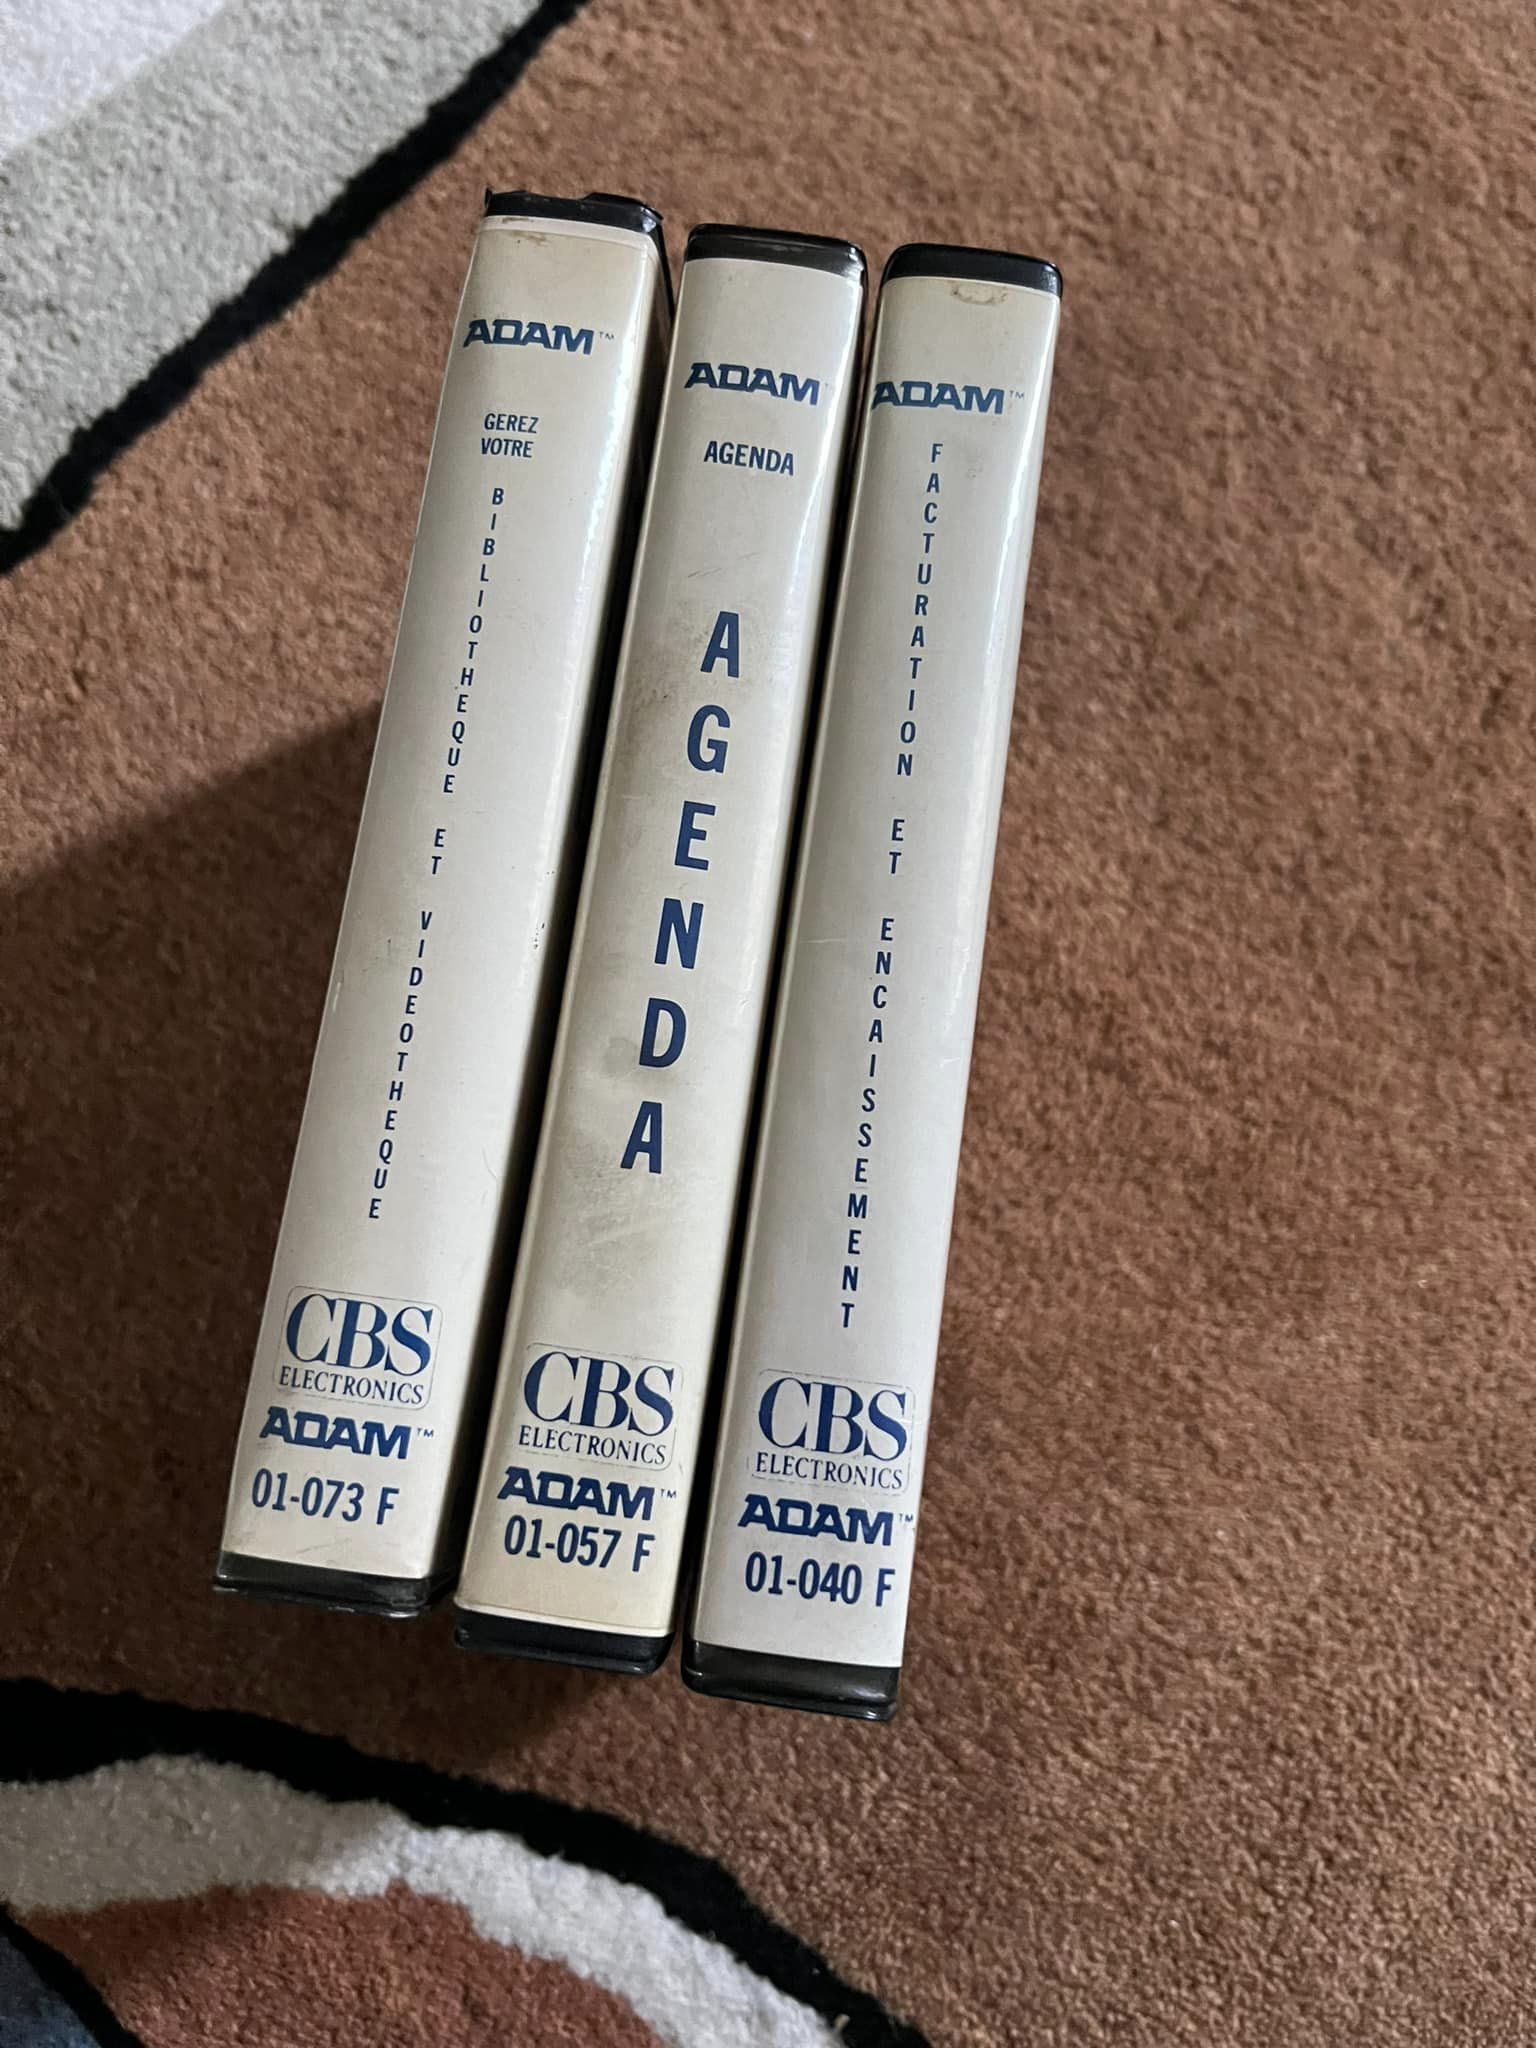 ADAM™
GEREZ
VOTRE
BIBLIOTHEQUE ET VIDEOTHEQUE
CBS
ELECTRONICS
ADAM™
01-073 F
ADAM
AGENDA
AGENDA
CBS
ELECTRONICS
ADAM™
01-057 F
ADAM™
FACTURATION ET ENCAISSEMENT
CBS
ELECTRONICS
ADAM™
01-040 F